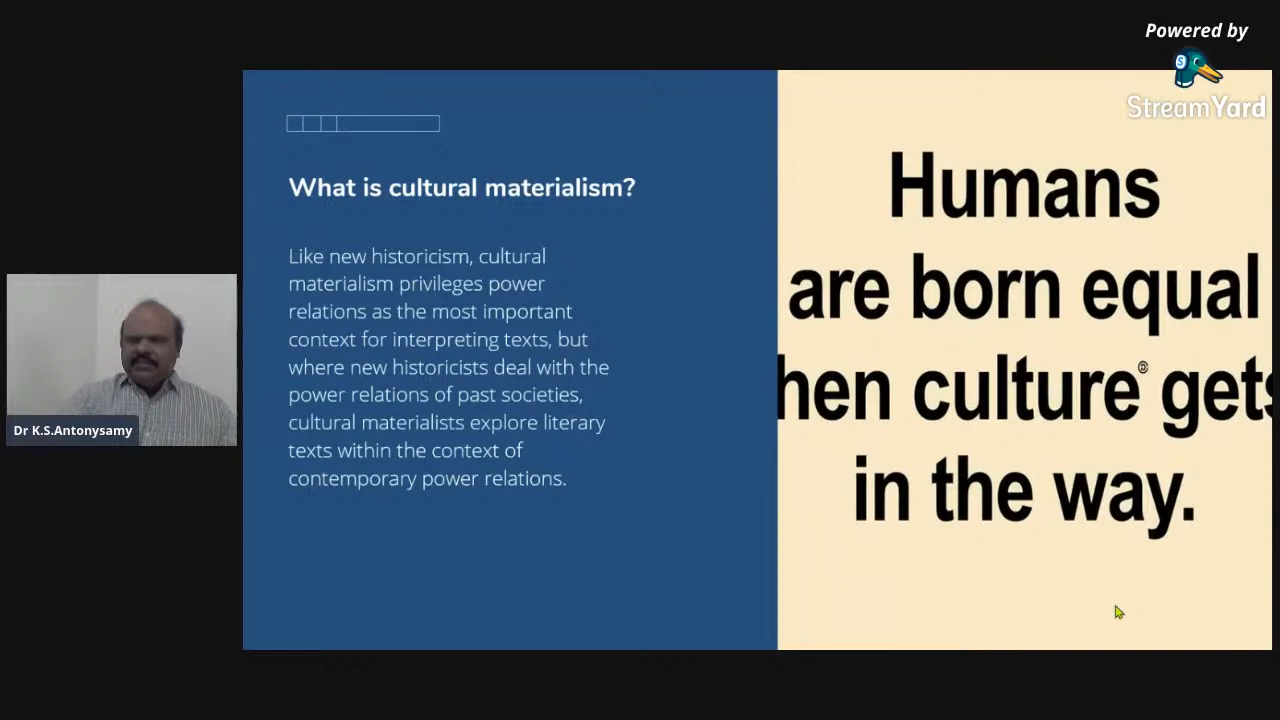 Powered by
StreamYard
What is cultural materialism?
Like new historicism, cultural
materialism privileges power
relations as the most important
context for interpreting texts, but
where new historicists deal with the
power relations of past societies,
cultural materialists explore literary
texts within the context of
contemporary power relations.
Humans
are born equal
hen culture gets
in the way.
Dr K.S.Antonysamy